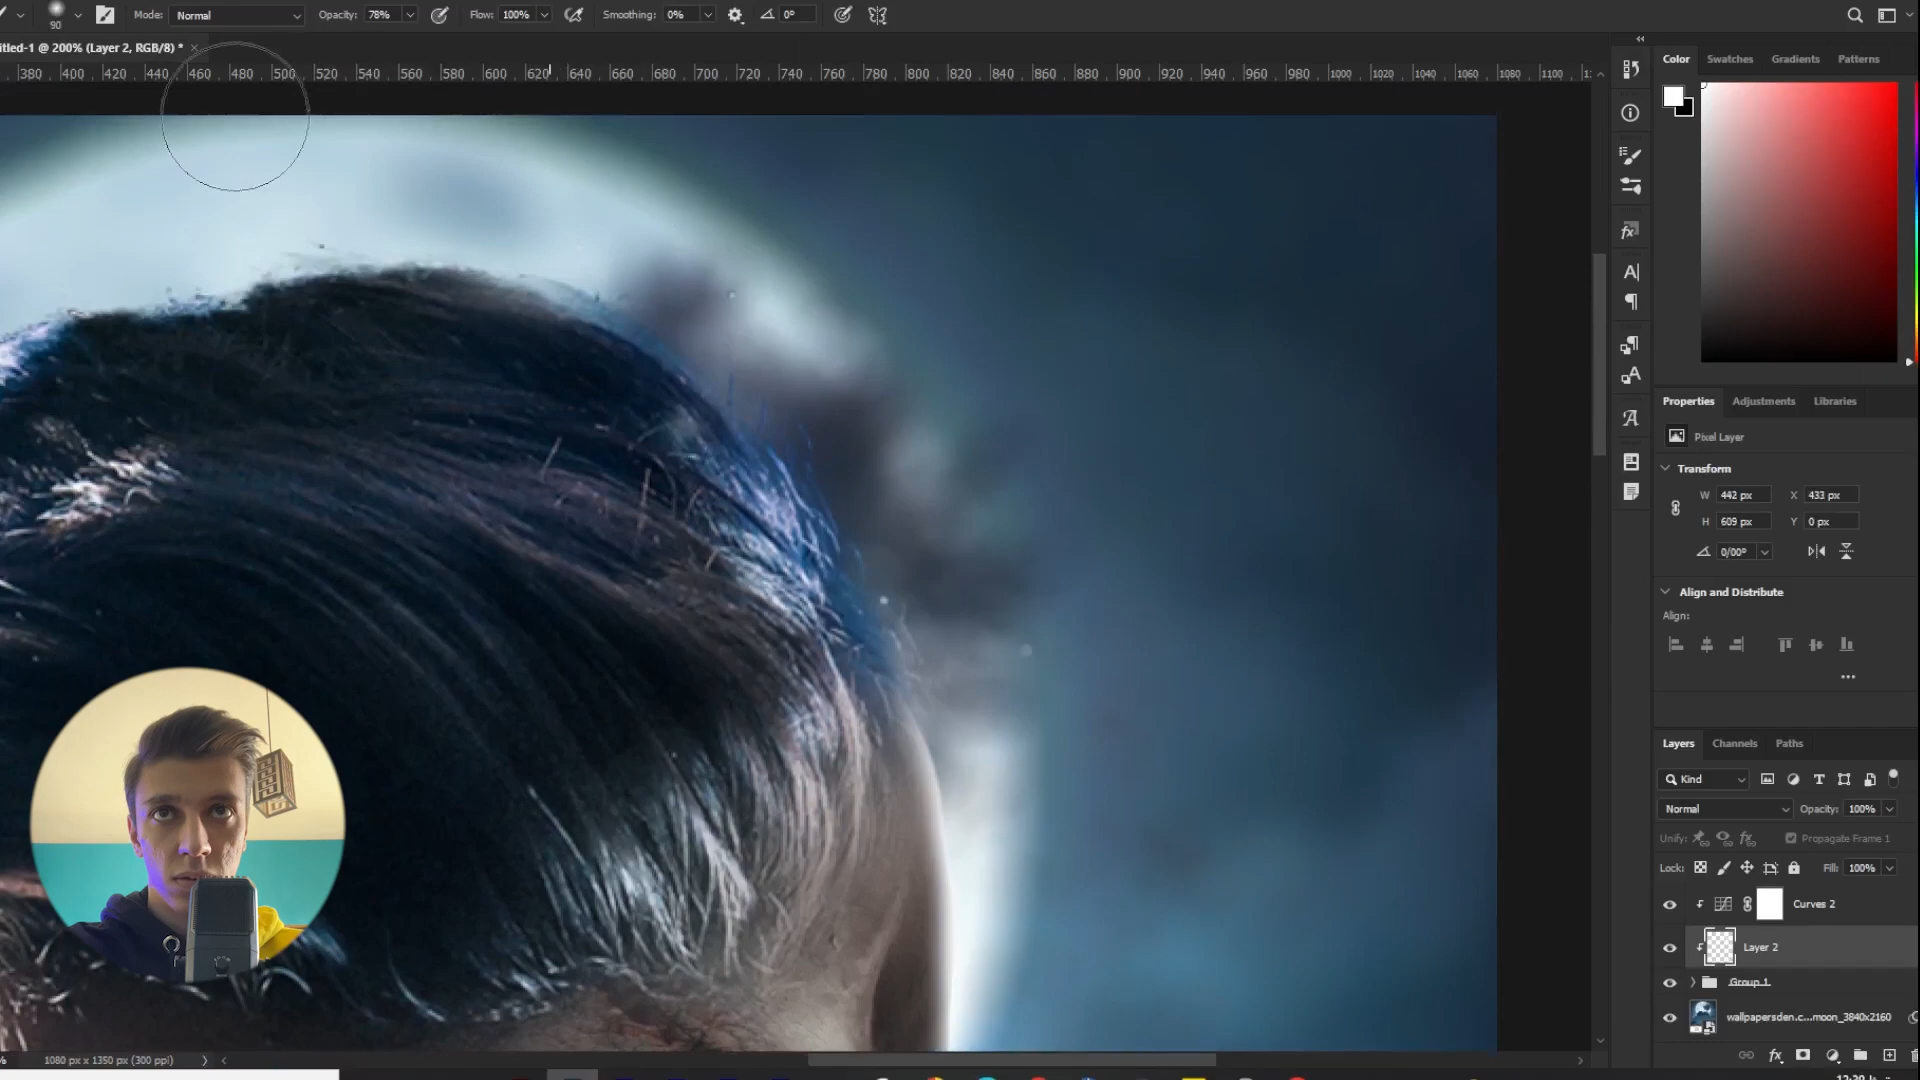 90
Mode: Normal
Opacity: 78%
Flow: 100%
Smoothing: 0%
0°
itled-1 @ 200% (Layer 2, RGB/8) *
380 400 420 440 460 480 500 520 540 560 580 600 620 640 660 680 700 720 740 760 780 800 820 840 860 880 900 920 940 960 980 1000 1020 1040 1060 1080 1100
Color Swatches Gradients Patterns
Properties Adjustments Libraries
Pixel Layer
Transform
W 442 px X 433 px
H 609 px Y 0 px
0/00°
Align and Distribute
Align:
Layers Channels Paths
Kind
Normal Opacity: 100%
Unify: Propagate Frame 1
Lock: Fill: 100%
Curves 2
Layer 2
Group 1
wallpapersden.c...moon_3840x2160
1080 px x 1350 px (300 ppi)